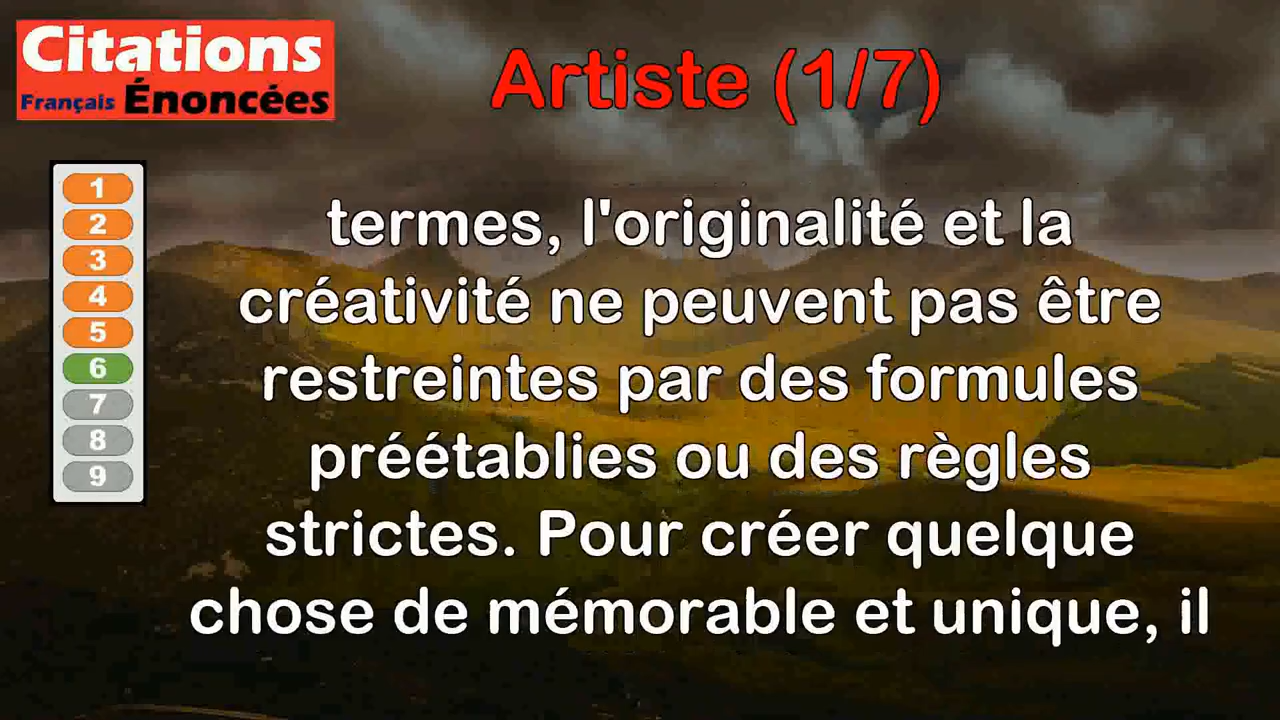 Citations
Français Énoncées
Artiste (1/7)
1
2
3
4
5
6
7
8
9
termes, l'originalité et la
créativité ne peuvent pas être
restreintes par des formules
préétablies ou des règles
strictes. Pour créer quelque
chose de mémorable et unique, il